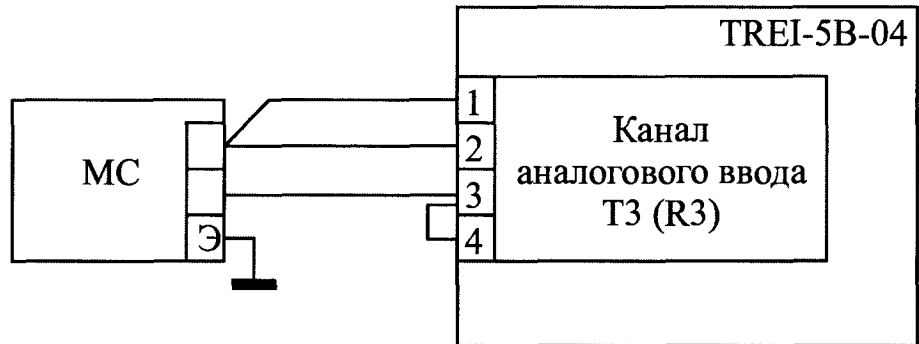 TREI-5B-04
МС
Э
1
2
3
4
Канал
аналогового ввода
Т3 (R3)